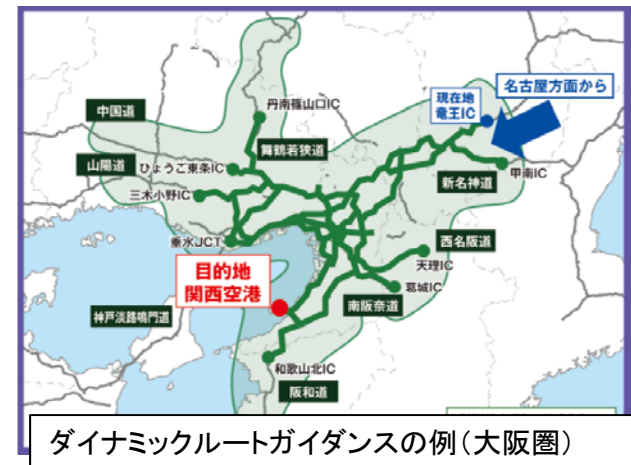 名古屋方面から
現在地
竜王IC
丹南篠山口IC
中国道
舞鶴若狭道
山陽道
ひょうご東条IC
新名神道
甲南IC
三木小野IC
垂水JCT
西名阪道
天理IC
目的地
関西空港
葛城IC
南阪奈道
神戸淡路鳴門道
和歌山北IC
阪和道
ダイナミックルートガイダンスの例(大阪圏)